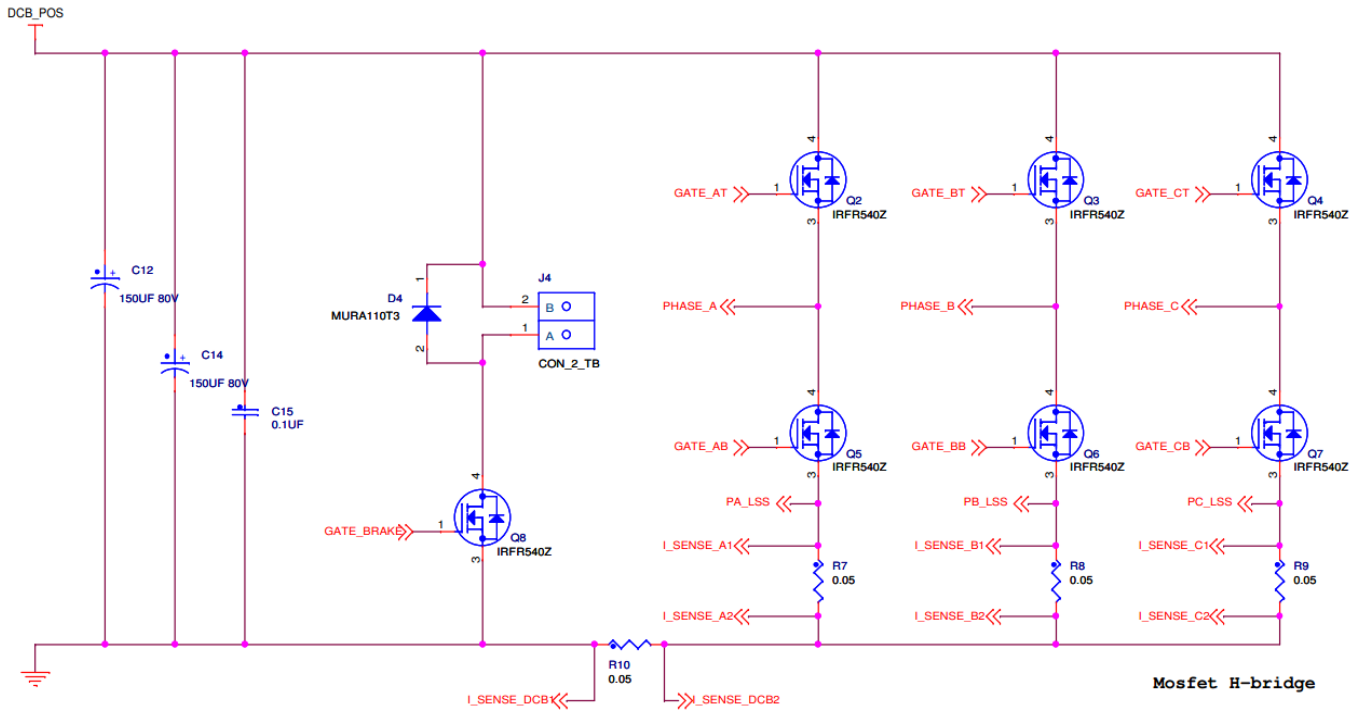 DCB_POS
4
4
4
GATE_AT
1
Q2
IRFR540Z
GATE_BT
1
Q3
IRFR540Z
GATE_CT
1
Q4
IRFR540Z
3
3
3
C12
+
150UF 80V
1
D4
MURA110T3
2
J4
2
B
1
A
CON_2_TB
PHASE_A
PHASE_B
PHASE_C
C14
+
150UF 80V
C15
0.1UF
4
4
4
GATE_AB
1
Q5
IRFR540Z
GATE_BB
1
Q6
IRFR540Z
GATE_CB
1
Q7
IRFR540Z
3
3
3
4
GATE_BRAKE
1
Q8
IRFR540Z
3
PA_LSS
PB_LSS
PC_LSS
I_SENSE_A1
I_SENSE_B1
I_SENSE_C1
R7
0.05
R8
0.05
R9
0.05
I_SENSE_A2
I_SENSE_B2
I_SENSE_C2
R10
0.05
I_SENSE_DCB1
I_SENSE_DCB2
Mosfet H-bridge